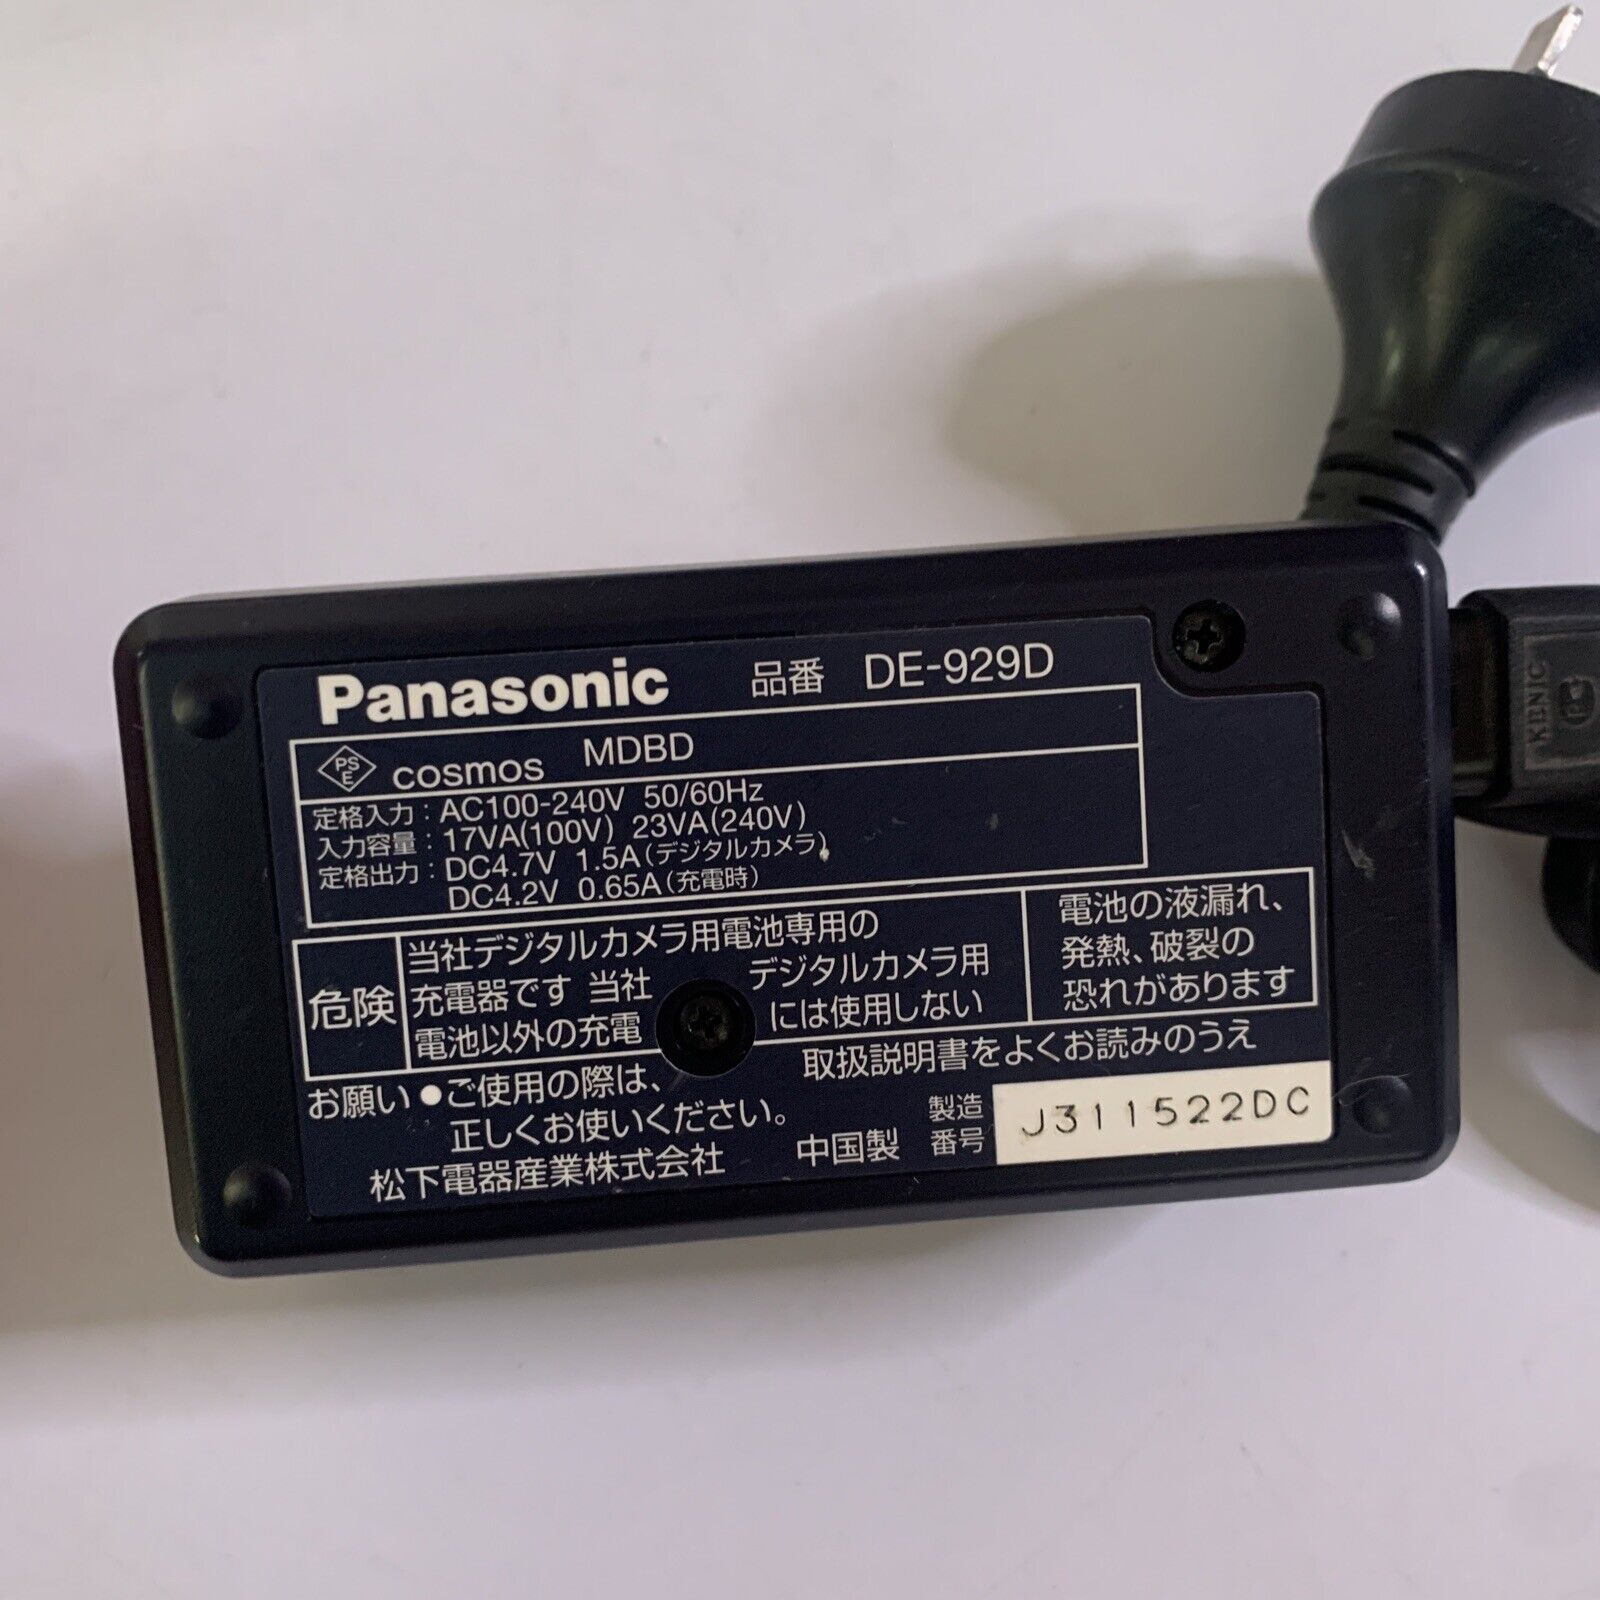 Panasonic 品番 DE-929D
PS
E
cosmos MDBD
定格入力：AC100-240V 50/60Hz
入力容量：17VA(100V) 23VA(240V)
定格出力：DC4.7V 1.5A(デジタルカメラ)
DC4.2V 0.65A(充電時)
危険
当社デジタルカメラ用電池専用の
充電器です 当社 デジタルカメラ用
電池以外の充電 には使用しない
電池の液漏れ、
発熱、破裂の
恐れがあります
お願い ●ご使用の際は、 取扱説明書をよくお読みのうえ
正しくお使いください。
松下電器産業株式会社 中国製
製造
番号
J311522DC